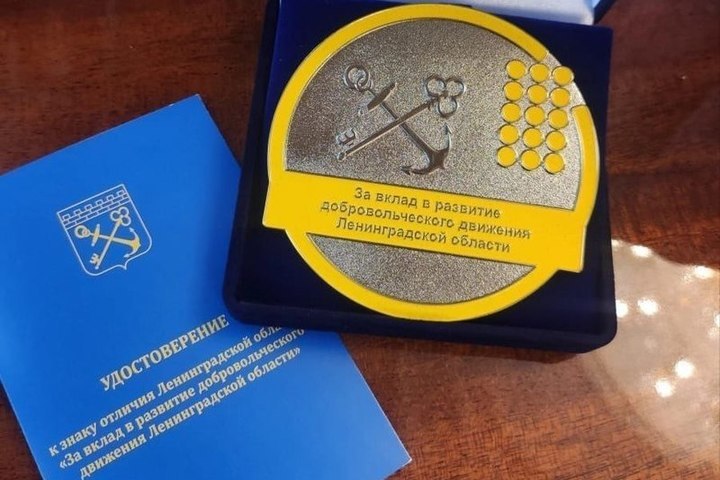 За вклад в развитие
добровольческого движения
Ленинградской области
УДОСТОВЕРЕНИЕ
к знаку отличия Ленинградской
«За вклад в развитие добровольческого
движения Ленинградской области»